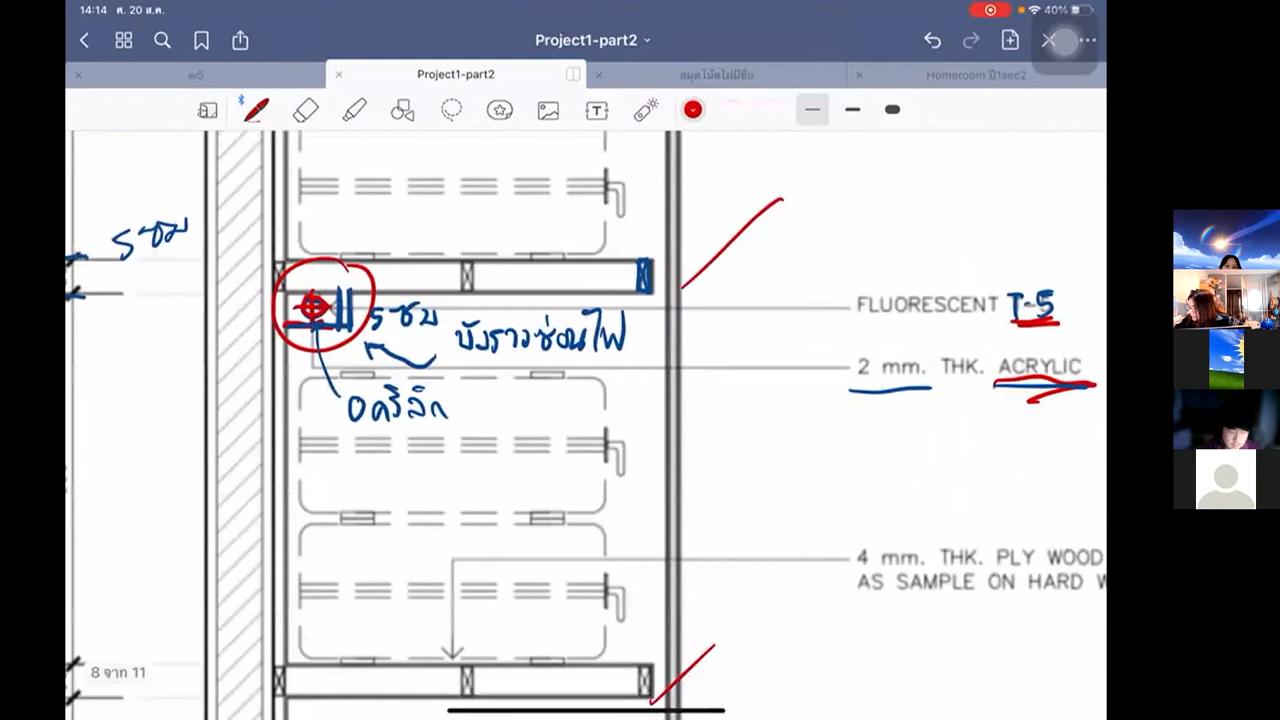 14:14 ศ. 20 ส.ค.
40%
Project1-part2
w5
Project1-part2
สมุดโน้ตไม่มีชื่อ
Homeroom ปี1sec2
5 ซม
FLUORESCENT T-5
5 ซม
บังรางซ่อนไฟ
2 mm. THK. ACRYLIC
อคริลิก
4 mm. THK. PLY WOOD
AS SAMPLE ON HARD W
8 จาก 11